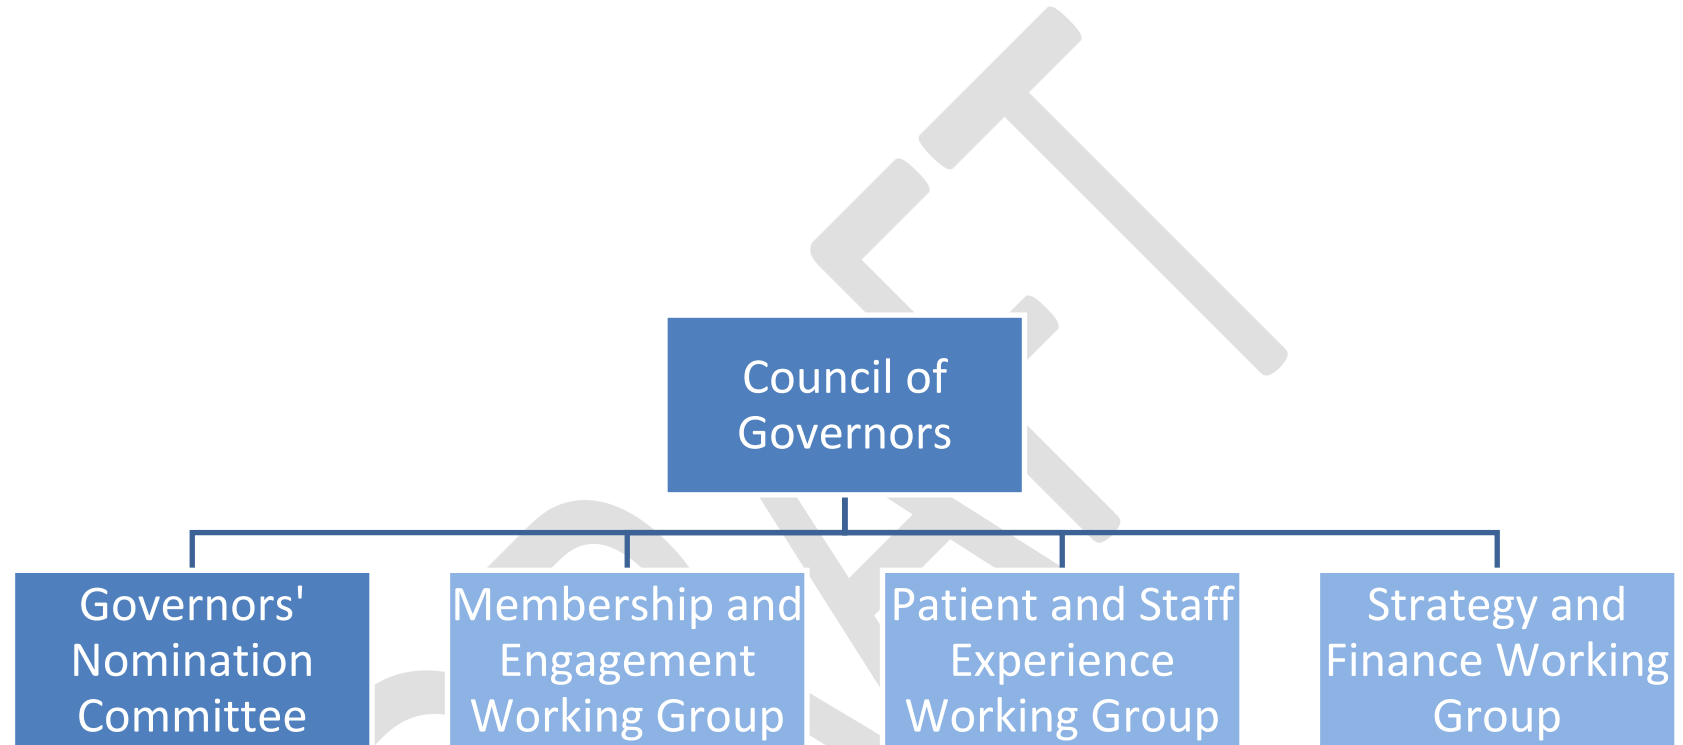 Council of
Governors
Governors'
Nomination
Committee
Membership and
Engagement
Working Group
Patient and Staff
Experience
Working Group
Strategy and
Finance Working
Group